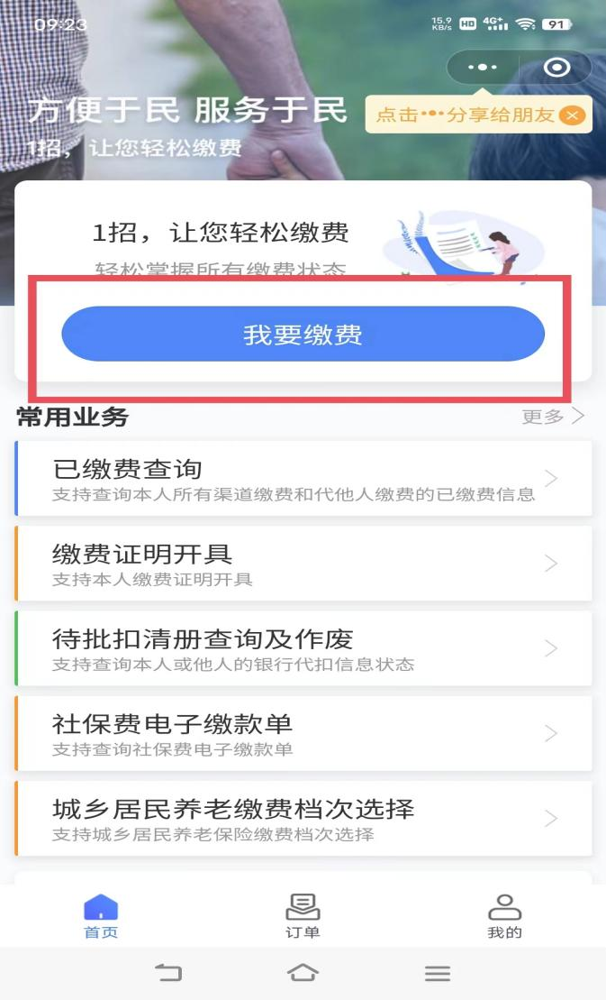 09:23
15.9 KB/s HD 4G+ 91
方便于民 服务于民
点击•••分享给朋友
1招，让您轻松缴费
1招，让您轻松缴费
轻松掌握所有缴费状态
我要缴费
常用业务
更多
已缴费查询
支持查询本人所有渠道缴费和代他人缴费的已缴费信息
缴费证明开具
支持本人缴费证明开具
待批扣清册查询及作废
支持查询本人或他人的银行代扣信息状态
社保费电子缴款单
支持查询社保费电子缴款单
城乡居民养老缴费档次选择
支持城乡居民养老保险缴费档次选择
首页
订单
我的